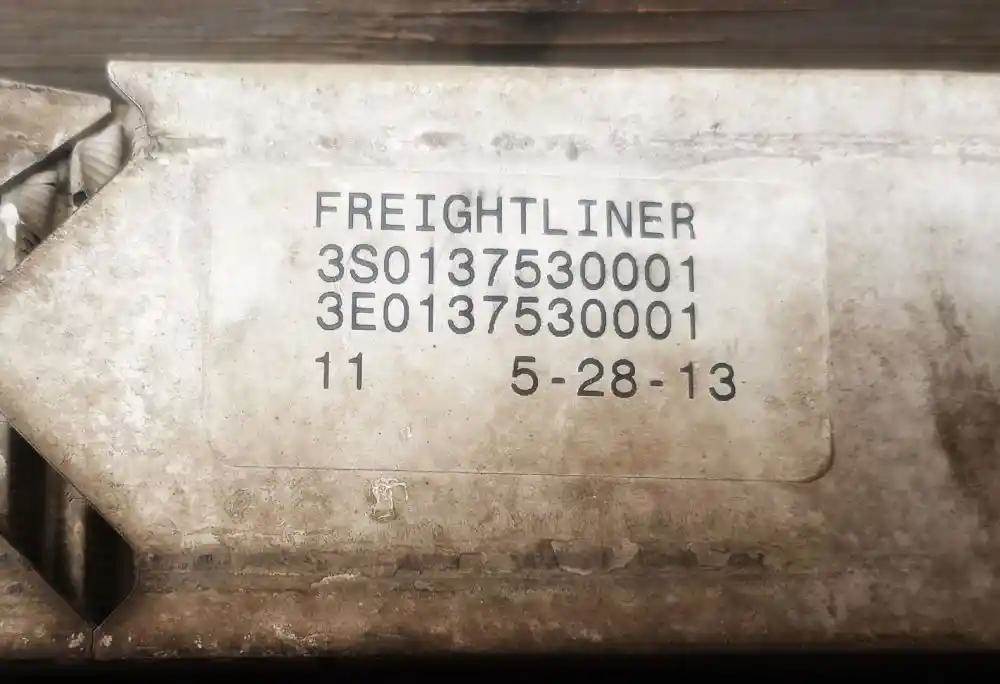 FREIGHTLINER
3S0137530001
3E0137530001
11 5-28-13